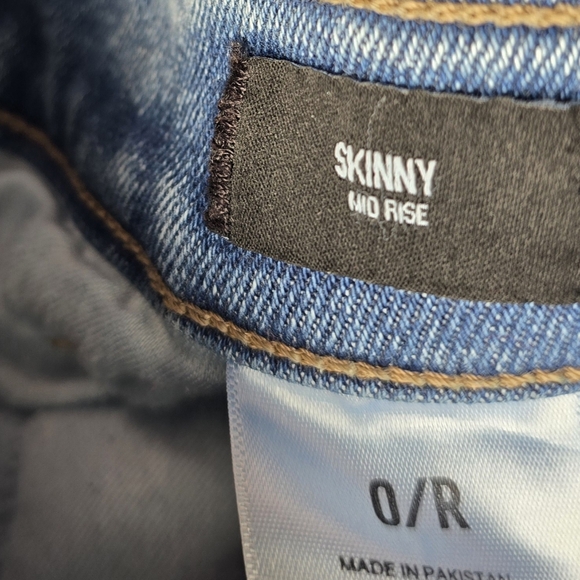 SKINNY
MID RISE
0/R
MADE IN PAKISTAN